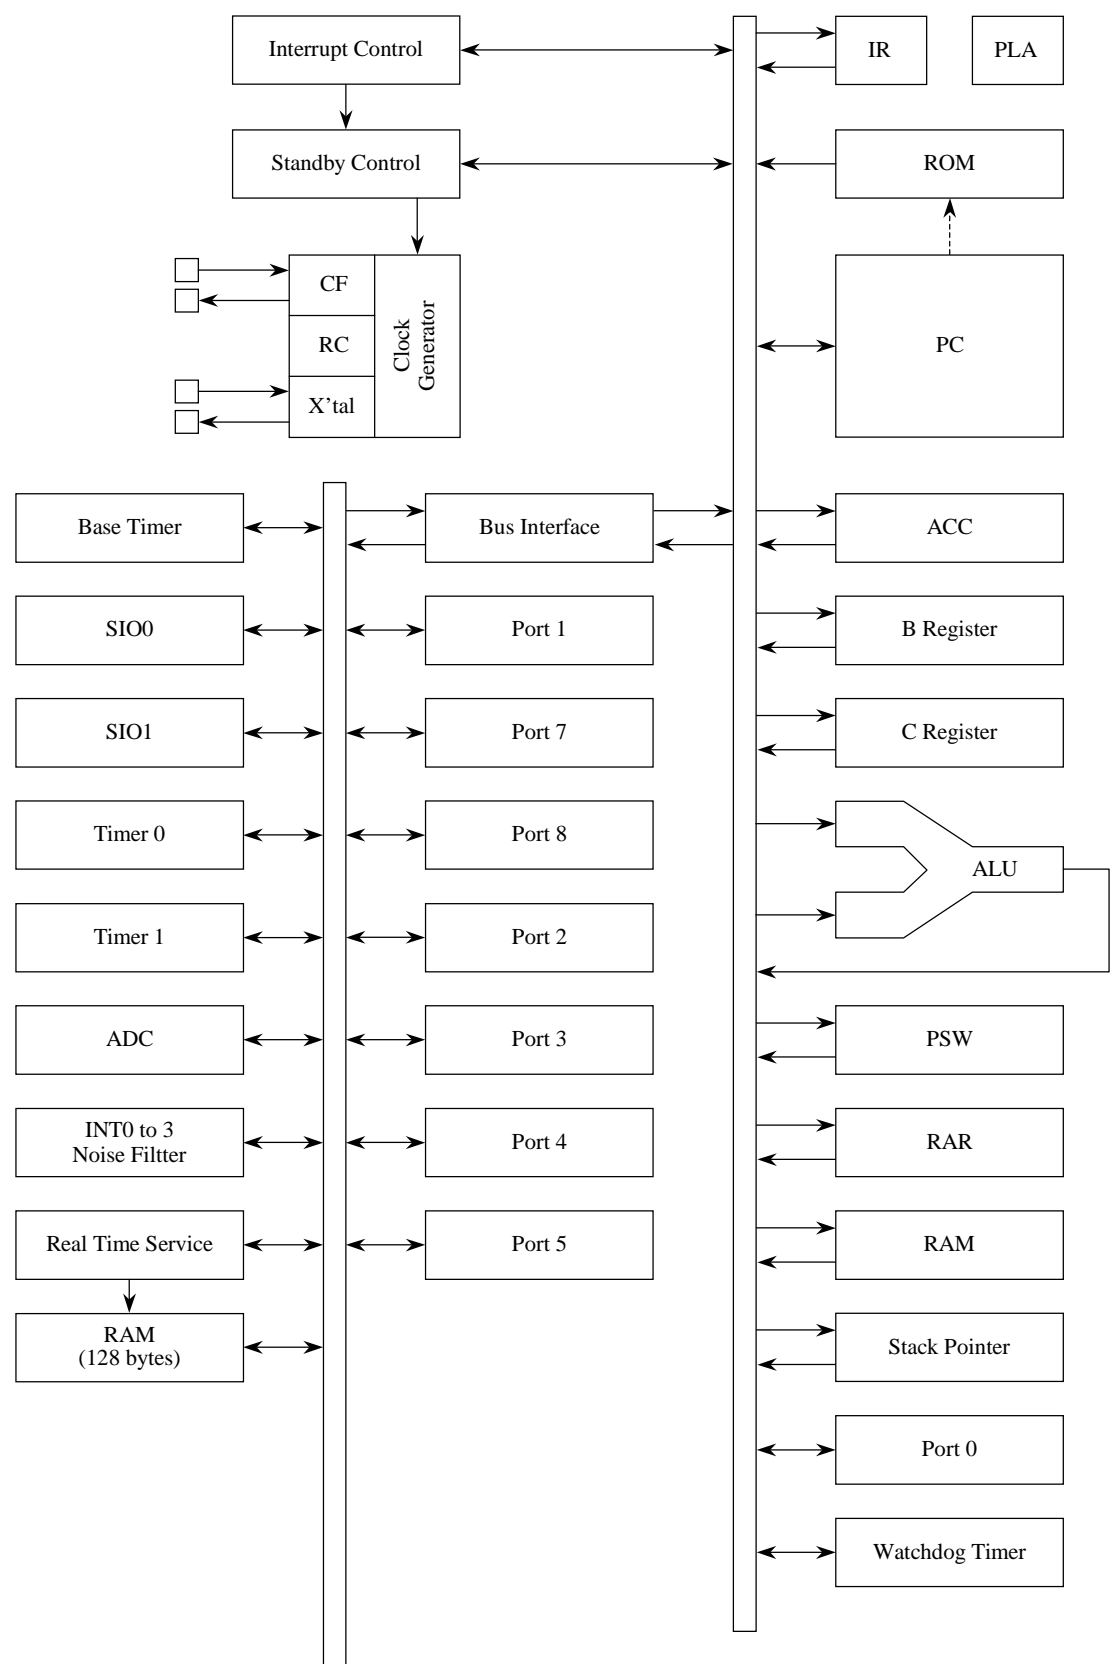 Interrupt Control
IR
PLA
Standby Control
ROM
CF
RC
X’tal
Clock
Generator
PC
Base Timer
Bus Interface
ACC
SIO0
Port 1
B Register
SIO1
Port 7
C Register
Timer 0
Port 8
ALU
Timer 1
Port 2
ADC
Port 3
PSW
INT0 to 3
Noise Filtter
Port 4
RAR
Real Time Service
Port 5
RAM
RAM
(128 bytes)
Stack Pointer
Port 0
Watchdog Timer